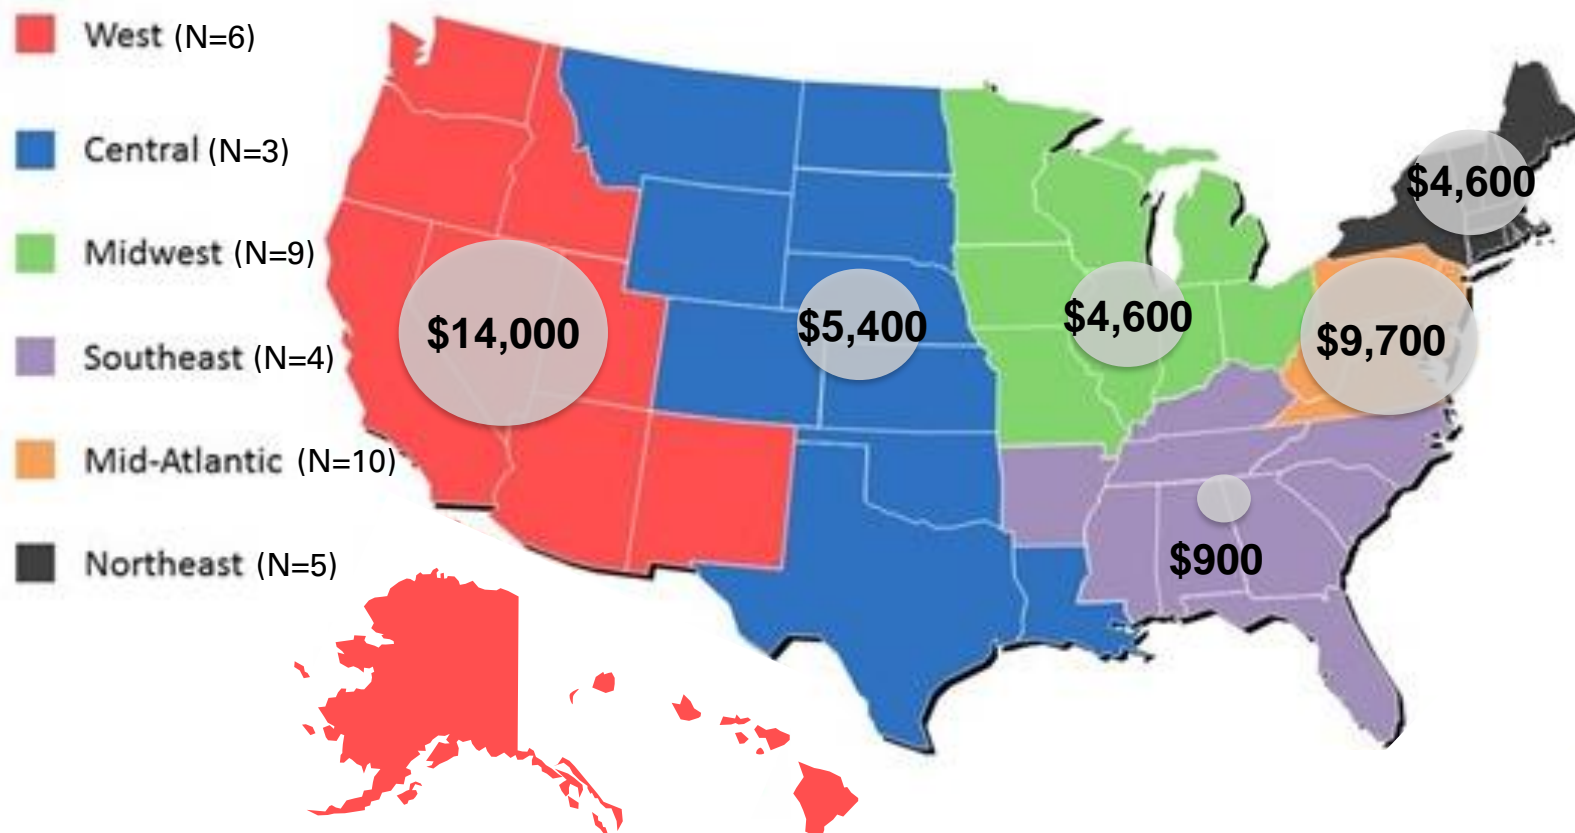 West (N=6)
Central (N=3)
Midwest (N=9)
Southeast (N=4)
Mid-Atlantic (N=10)
Northeast (N=5)
$4,600
$14,000
$5,400
$4,600
$9,700
$900